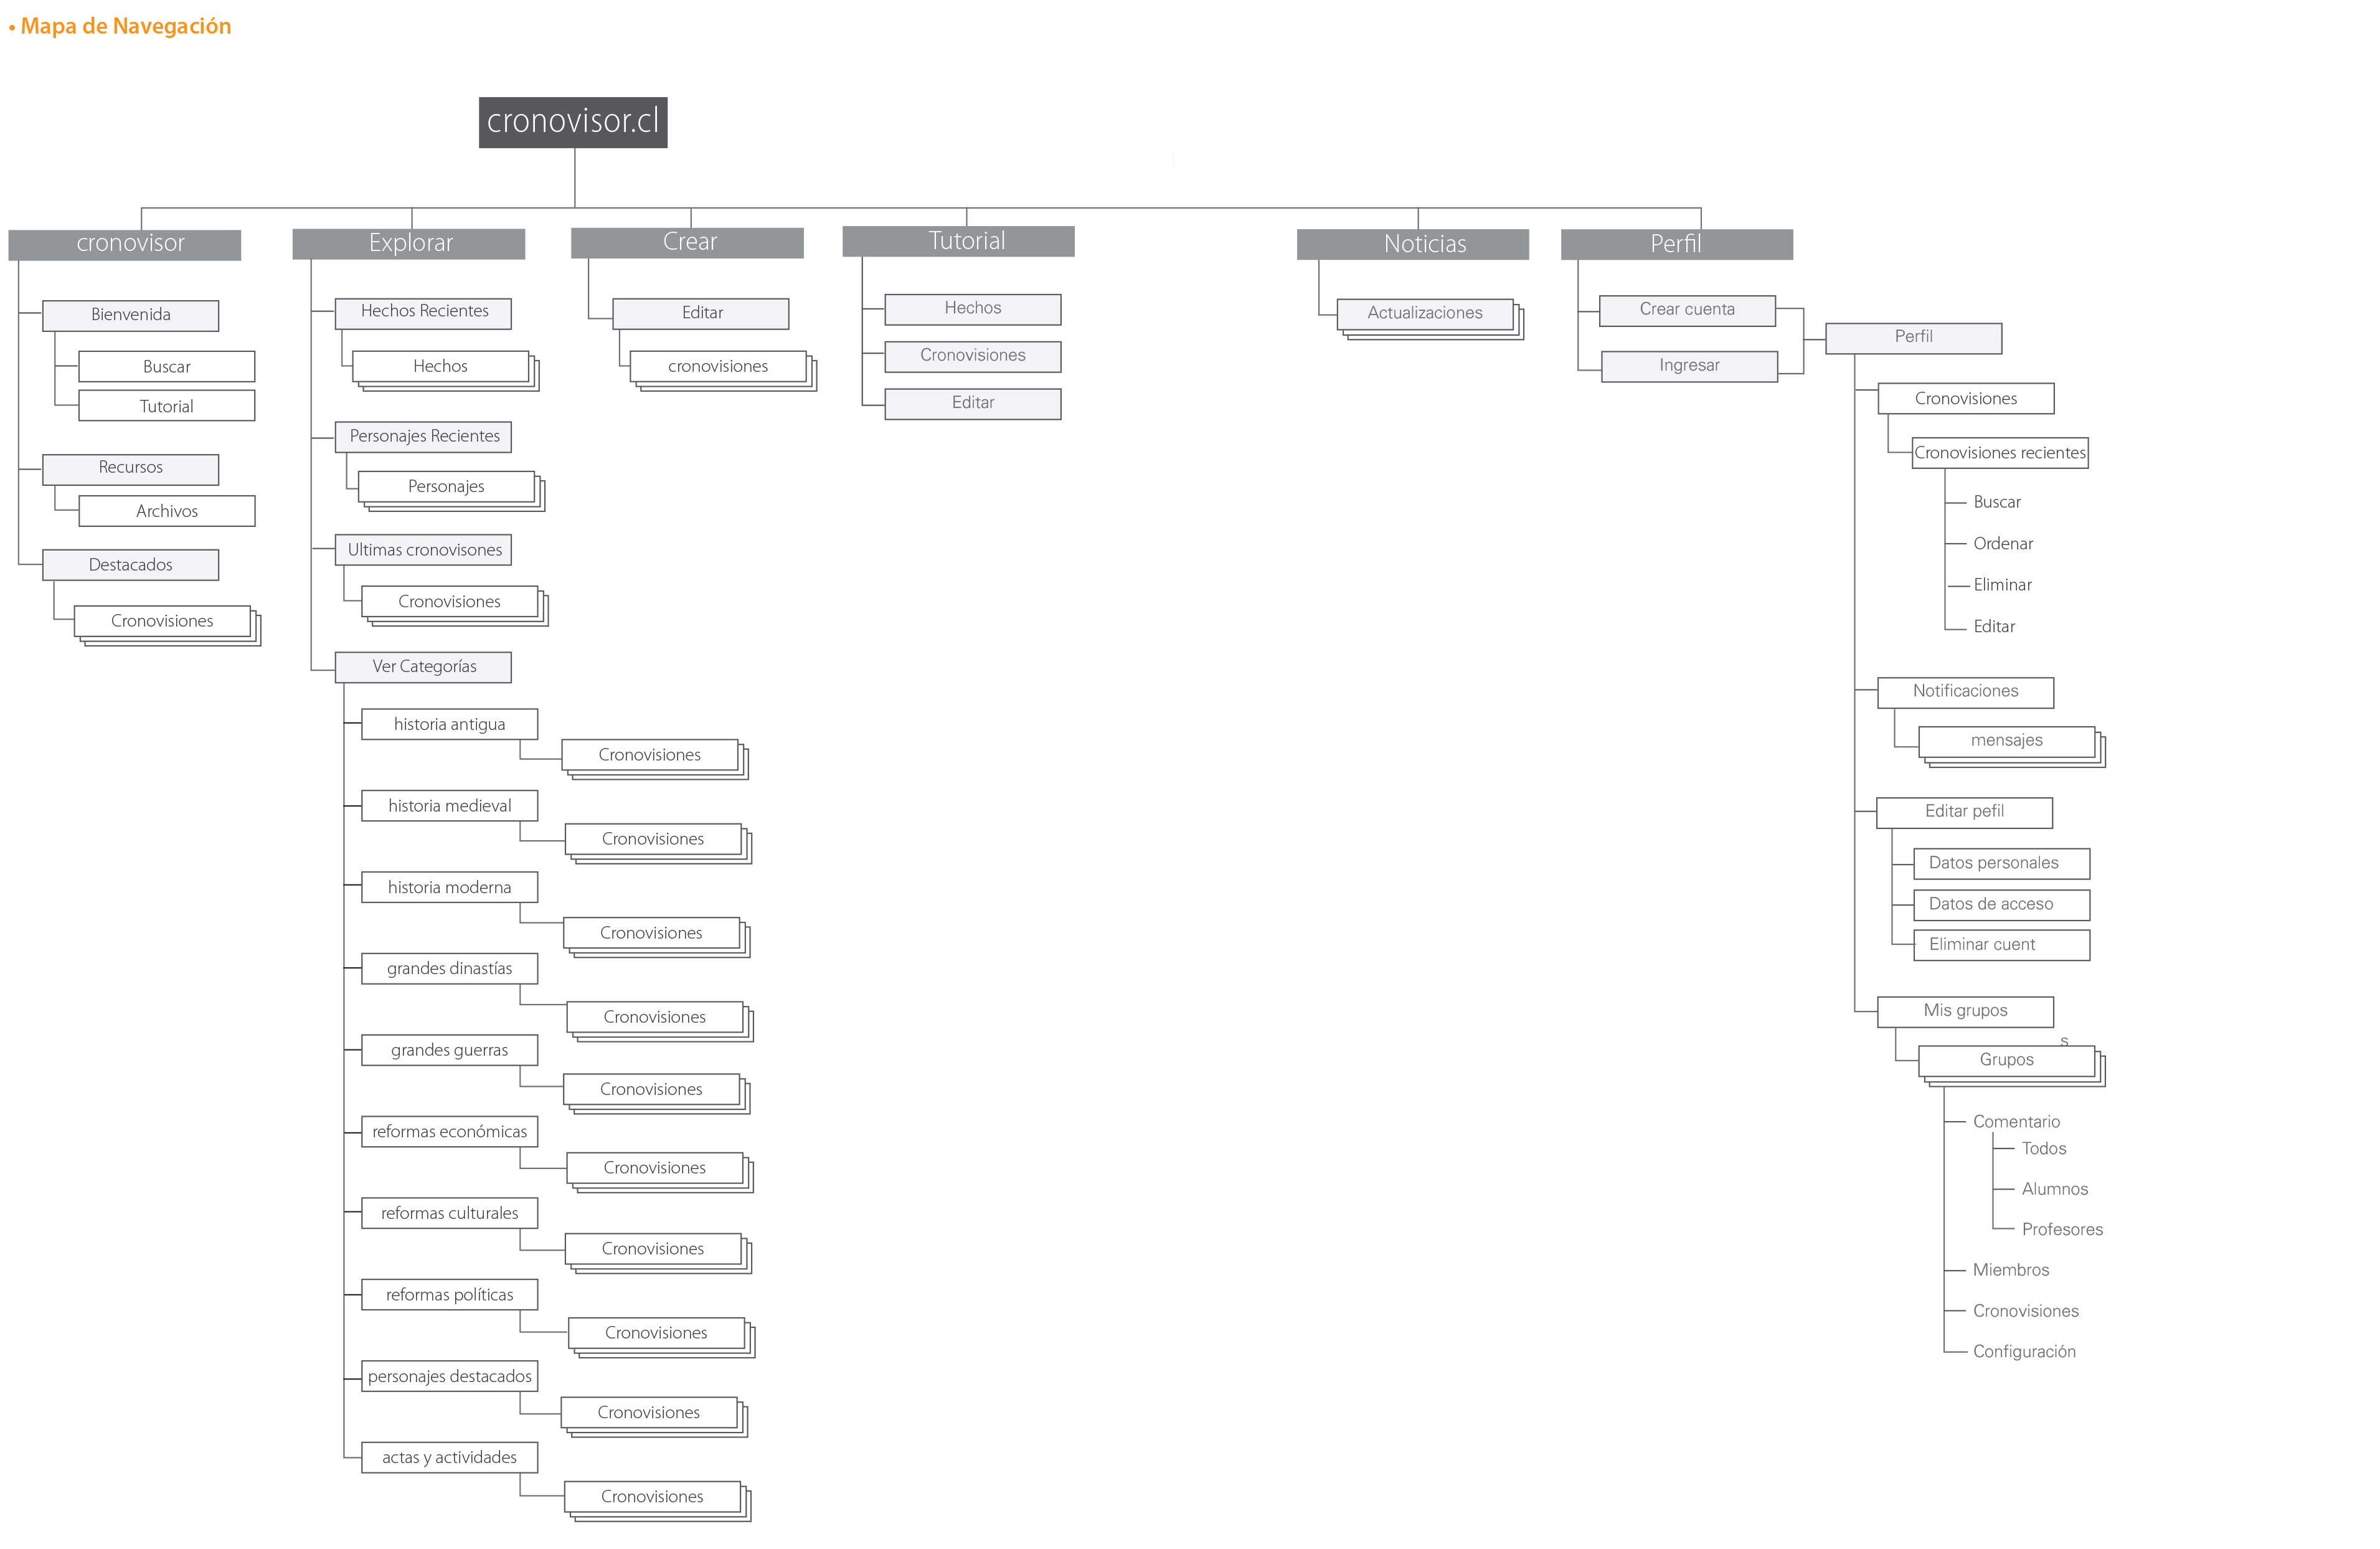 • Mapa de Navegación
cronovisor.cl
cronovisor
Bienvenida
Buscar
Tutorial
Recursos
Archivos
Destacados
Cronovisiones
Explorar
Hechos Recientes
Hechos
Personajes Recientes
Personajes
Ultimas cronovisones
Cronovisiones
Ver Categorías
historia antigua
Cronovisiones
historia medieval
Cronovisiones
historia moderna
Cronovisiones
grandes dinastías
Cronovisiones
grandes guerras
Cronovisiones
reformas económicas
Cronovisiones
reformas culturales
Cronovisiones
reformas políticas
Cronovisiones
personajes destacados
Cronovisiones
actas y actividades
Cronovisiones
Crear
Editar
cronovisiones
Tutorial
Hechos
Cronovisiones
Editar
Noticias
Actualizaciones
Perfil
Crear cuenta
Ingresar
Perfil
Cronovisiones
Cronovisiones recientes
Buscar
Ordenar
Eliminar
Editar
Notificaciones
mensajes
Editar pefil
Datos personales
Datos de acceso
Eliminar cuent
Mis grupos
s
Grupos
Comentario
Todos
Alumnos
Profesores
Miembros
Cronovisiones
Configuración